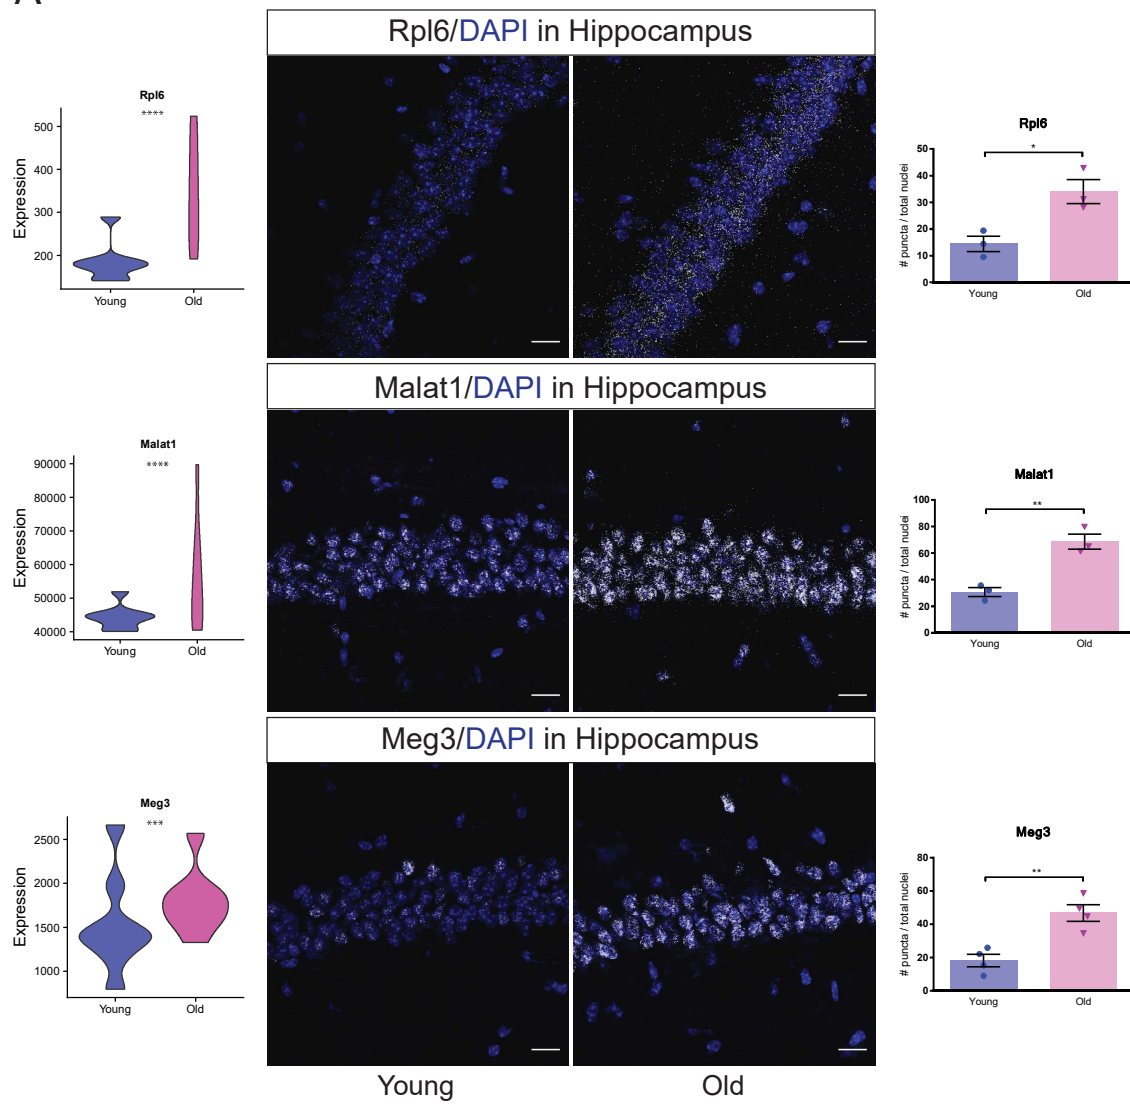 A
Rpl6/DAPI in Hippocampus
Rpl6
****
Expression
500
400
300
200
Young
Old
Rpl6
*
# puncta / total nuclei
50
40
30
20
10
0
Young
Old
Malat1/DAPI in Hippocampus
Malat1
****
Expression
90000
80000
70000
60000
50000
40000
Young
Old
Malat1
**
# puncta / total nuclei
100
80
60
40
20
0
Young
Old
Meg3/DAPI in Hippocampus
Meg3
***
Expression
2500
2000
1500
1000
Young
Old
Meg3
**
# puncta / total nuclei
80
60
40
20
0
Young
Old
Young
Old